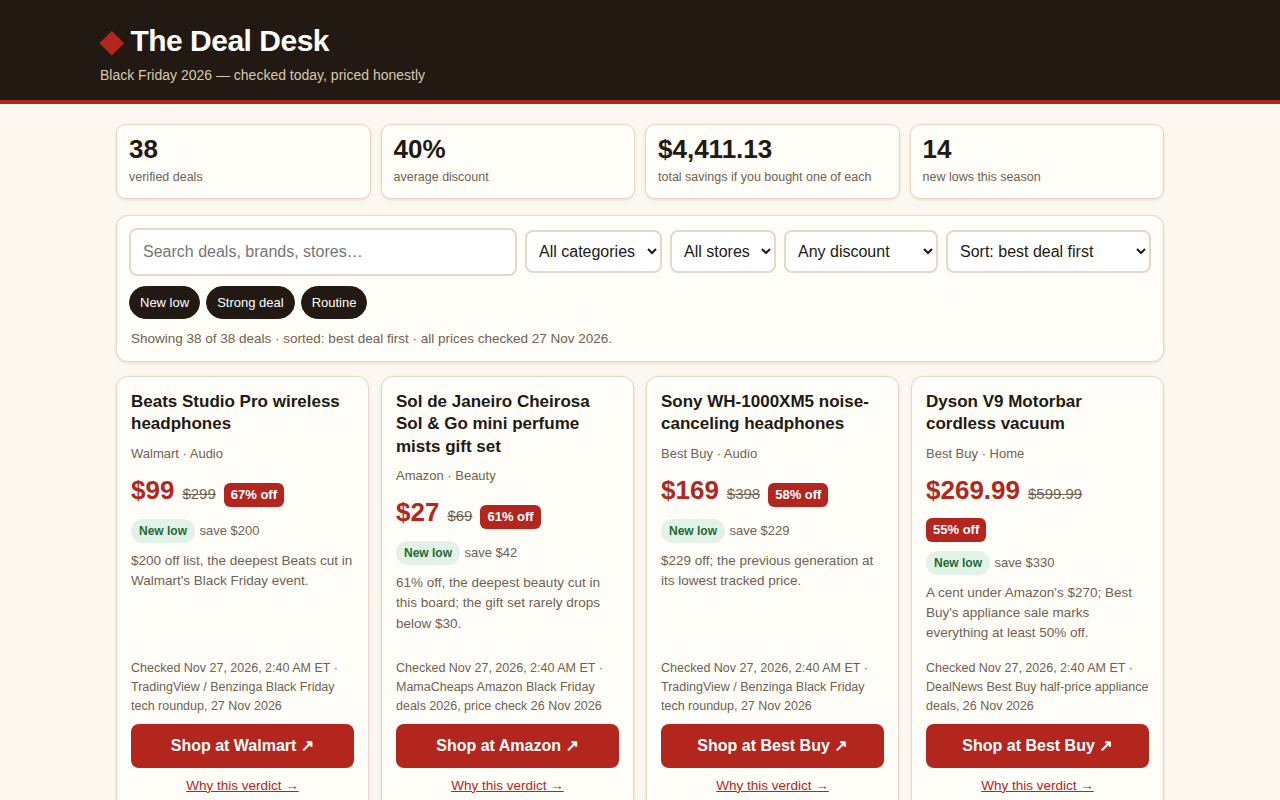 The Deal Desk
Black Friday 2026 — checked today, priced honestly
38
verified deals
40%
average discount
$4,411.13
total savings if you bought one of each
14
new lows this season
Search deals, brands, stores…
All categories
All stores
Any discount
Sort: best deal first
New low
Strong deal
Routine
Showing 38 of 38 deals · sorted: best deal first · all prices checked 27 Nov 2026.
Beats Studio Pro wireless
headphones
Walmart · Audio
$99 $299 67% off
New low save $200
$200 off list, the deepest Beats cut in
Walmart's Black Friday event.
Checked Nov 27, 2026, 2:40 AM ET ·
TradingView / Benzinga Black Friday
tech roundup, 27 Nov 2026
Shop at Walmart ↗
Why this verdict →
Sol de Janeiro Cheirosa
Sol & Go mini perfume
mists gift set
Amazon · Beauty
$27 $69 61% off
New low save $42
61% off, the deepest beauty cut in
this board; the gift set rarely drops
below $30.
Checked Nov 27, 2026, 2:40 AM ET ·
MamaCheaps Amazon Black Friday
deals 2026, price check 26 Nov 2026
Shop at Amazon ↗
Why this verdict →
Sony WH-1000XM5 noise-
canceling headphones
Best Buy · Audio
$169 $398 58% off
New low save $229
$229 off; the previous generation at
its lowest tracked price.
Checked Nov 27, 2026, 2:40 AM ET ·
TradingView / Benzinga Black Friday
tech roundup, 27 Nov 2026
Shop at Best Buy ↗
Why this verdict →
Dyson V9 Motorbar
cordless vacuum
Best Buy · Home
$269.99 $599.99
55% off
New low save $330
A cent under Amazon's $270; Best
Buy's appliance sale marks
everything at least 50% off.
Checked Nov 27, 2026, 2:40 AM ET ·
DealNews Best Buy half-price appliance
deals, 26 Nov 2026
Shop at Best Buy ↗
Why this verdict →